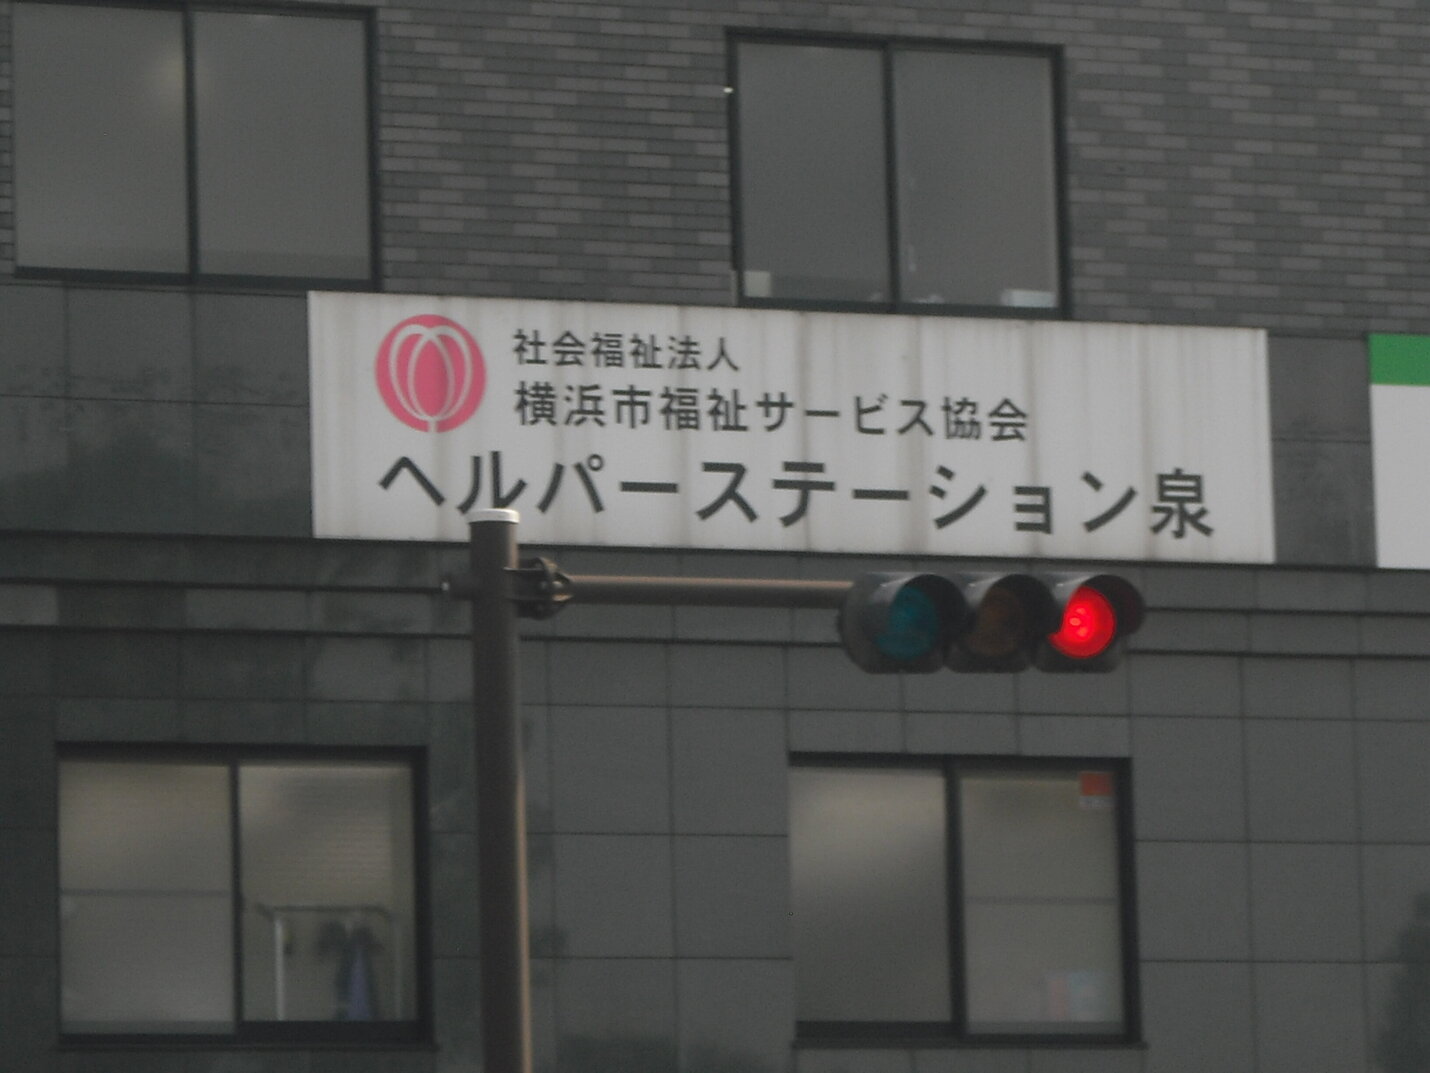 社会福祉法人
横浜市福祉サービス協会
ヘルパーステーション泉